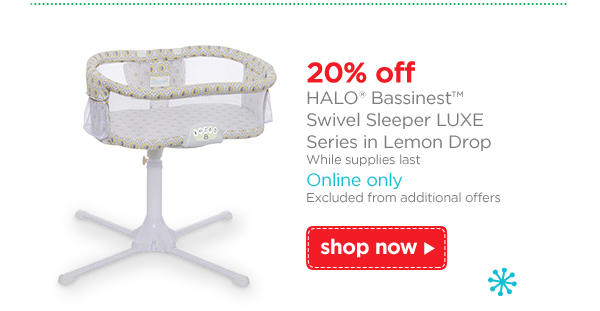 20% off
HALO® Bassinest™
Swivel Sleeper LUXE
Series in Lemon Drop
While supplies last
Online only
Excluded from additional offers
shop now